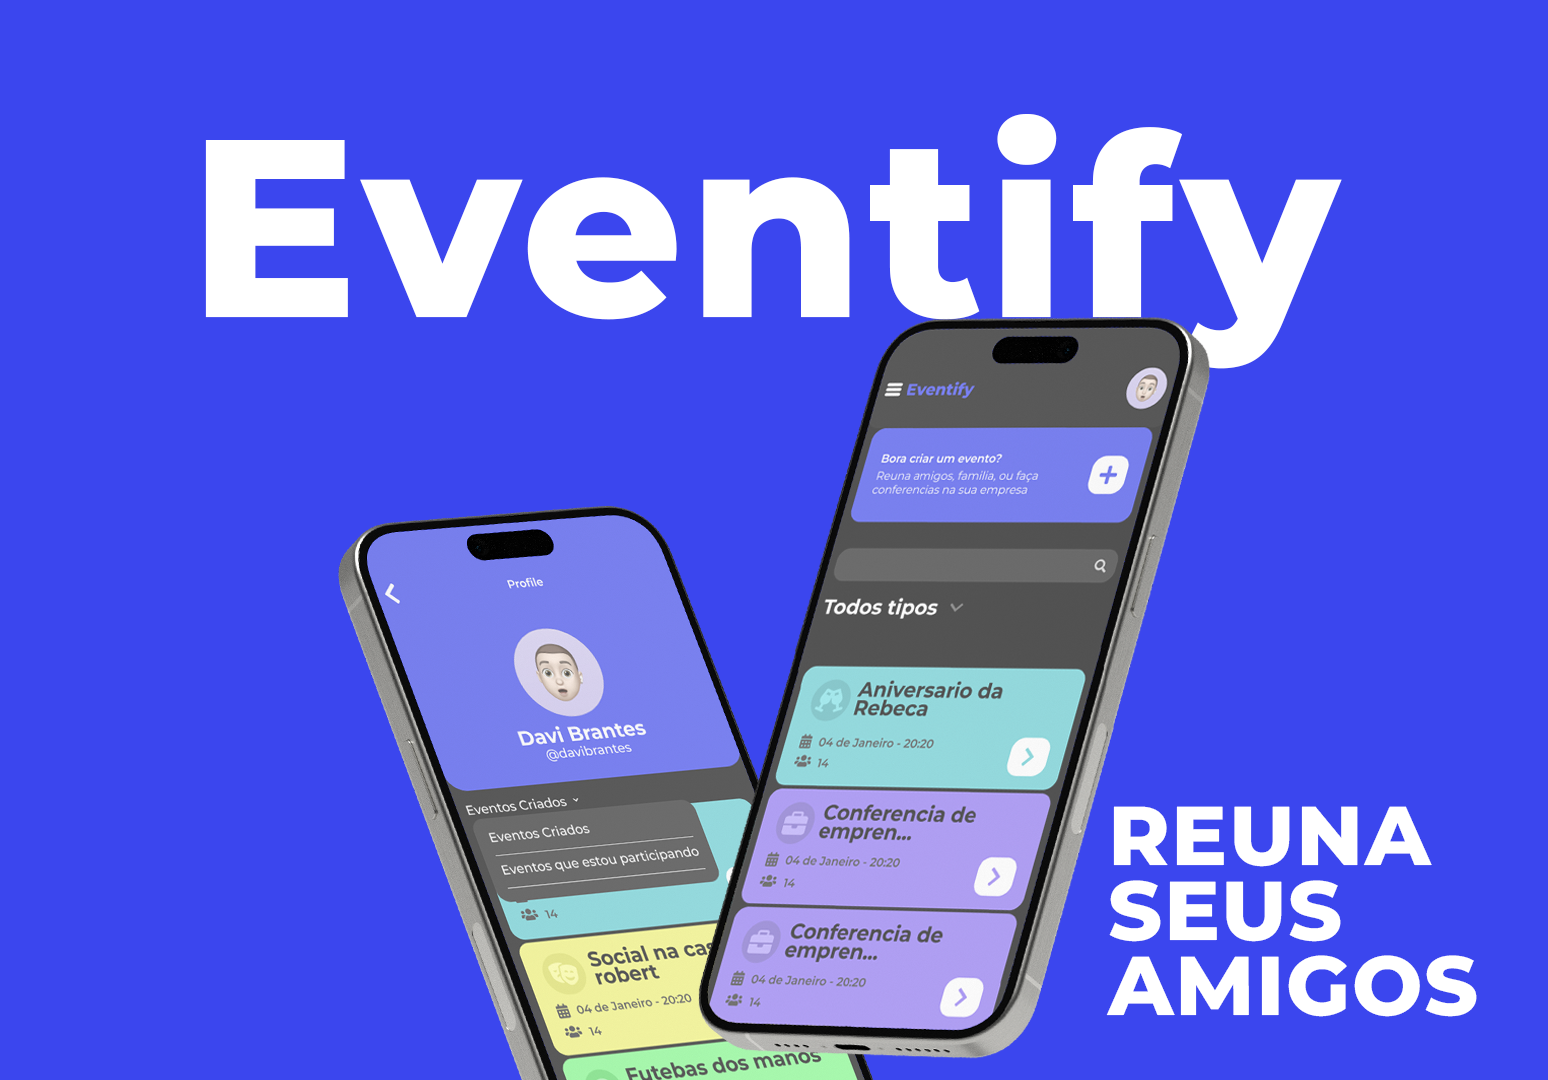 Eventify
Eventify
Bora criar um evento?
Reuna amigos, familia, ou faça
conferencias na sua empresa
Todos tipos
Aniversario da
Rebeca
04 de Janeiro - 20:20
14
Conferencia de
empren...
04 de Janeiro - 20:20
14
Conferencia de
empren...
04 de Janeiro - 20:20
14
Profile
Davi Brantes
@davibrantes
Eventos Criados
Eventos Criados
Eventos que estou participando
14
Social na cas
robert
04 de Janeiro - 20:20
14
Futebas dos manos
REUNA
SEUS
AMIGOS